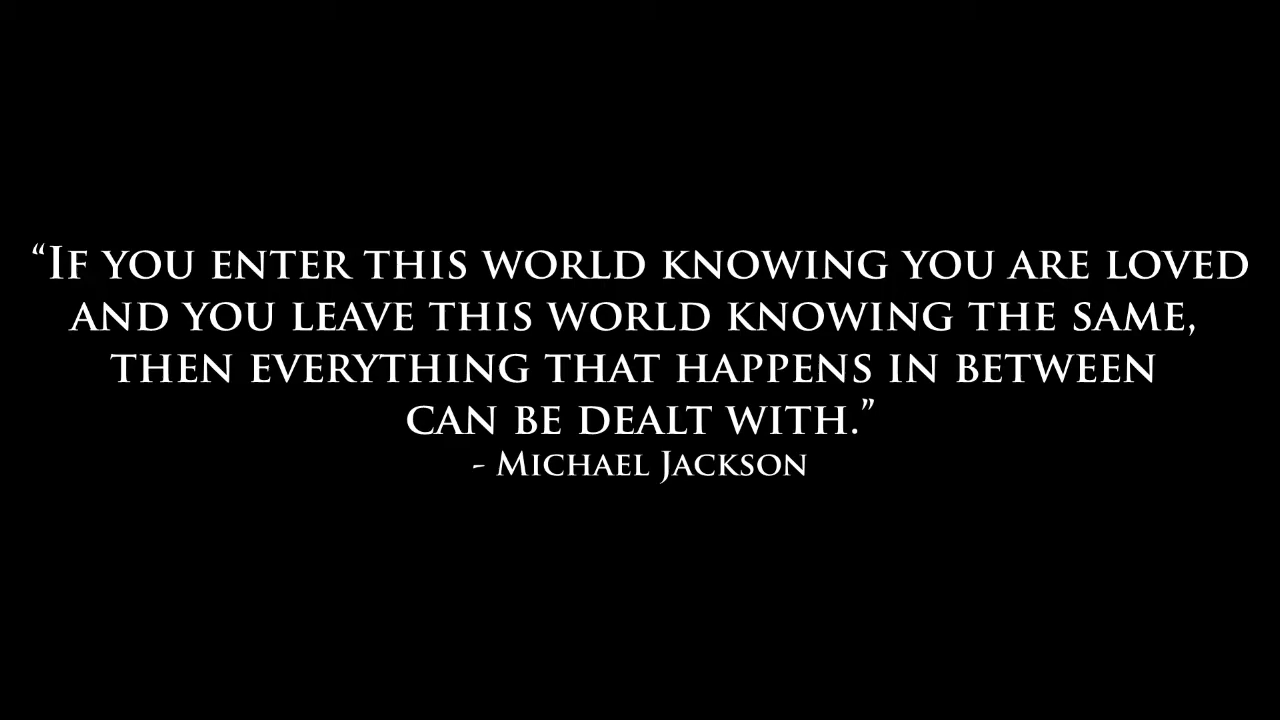 “If you enter this world knowing you are loved
and you leave this world knowing the same,
then everything that happens in between
can be dealt with.”
- Michael Jackson